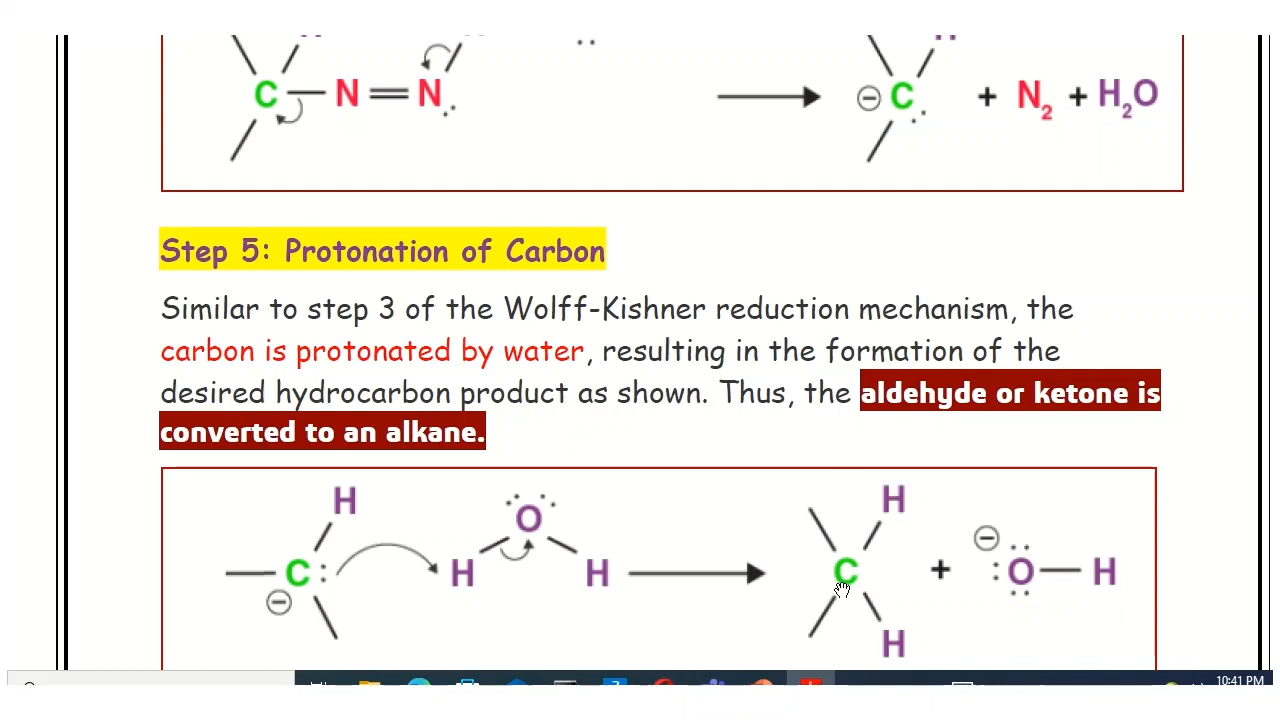 C N N C + N2 + H2O
Step 5: Protonation of Carbon
Similar to step 3 of the Wolff-Kishner reduction mechanism, the
carbon is protonated by water, resulting in the formation of the
desired hydrocarbon product as shown. Thus, the aldehyde or ketone is
converted to an alkane.
H O H
C : H H C + : O H
H
10:41 PM